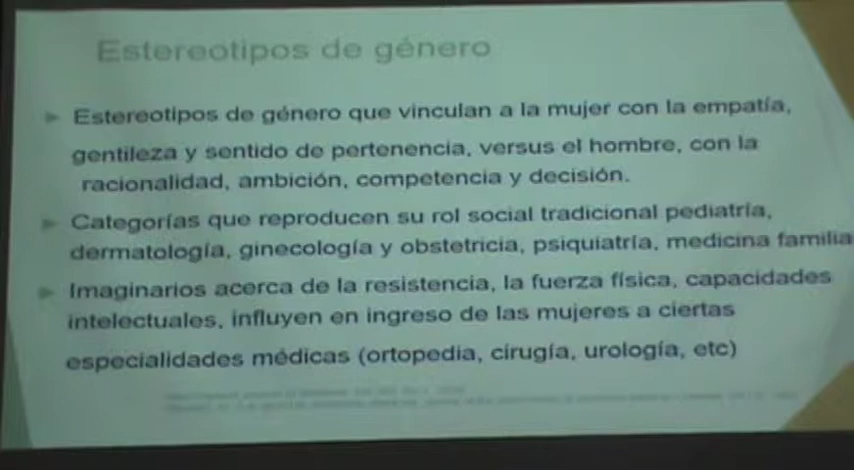 Estereotipos de género
Estereotipos de género que vinculan a la mujer con la empatía,
gentileza y sentido de pertenencia, versus el hombre, con la
racionalidad, ambición, competencia y decisión.
Categorías que reproducen su rol social tradicional pediatría,
dermatología, ginecología y obstetricia, psiquiatría, medicina familia
Imaginarios acerca de la resistencia, la fuerza física, capacidades
intelectuales, influyen en ingreso de las mujeres a ciertas
especialidades médicas (ortopedia, cirugía, urología, etc)